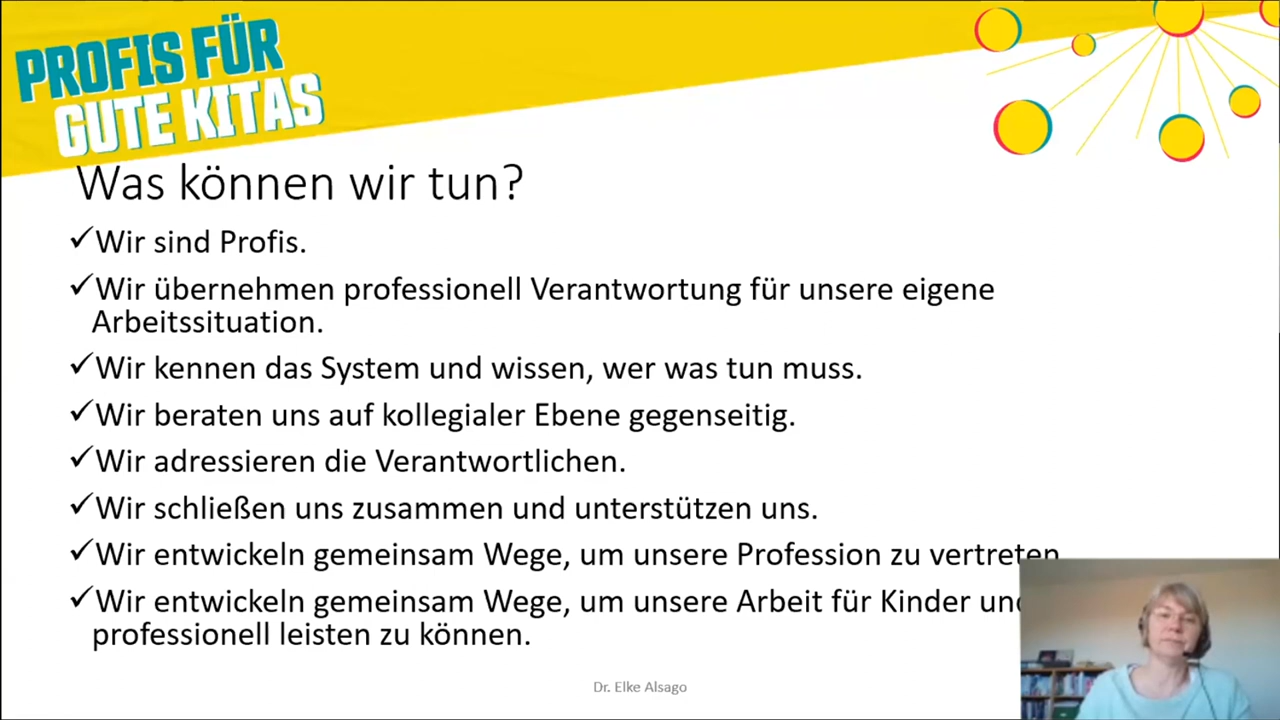 PROFIS FÜR
GUTE KITAS
Was können wir tun?
✓Wir sind Profis.
✓Wir übernehmen professionell Verantwortung für unsere eigene
Arbeitssituation.
✓Wir kennen das System und wissen, wer was tun muss.
✓Wir beraten uns auf kollegialer Ebene gegenseitig.
✓Wir adressieren die Verantwortlichen.
✓Wir schließen uns zusammen und unterstützen uns.
✓Wir entwickeln gemeinsam Wege, um unsere Profession zu vertreten
✓Wir entwickeln gemeinsam Wege, um unsere Arbeit für Kinder und
professionell leisten zu können.
Dr. Elke Alsago